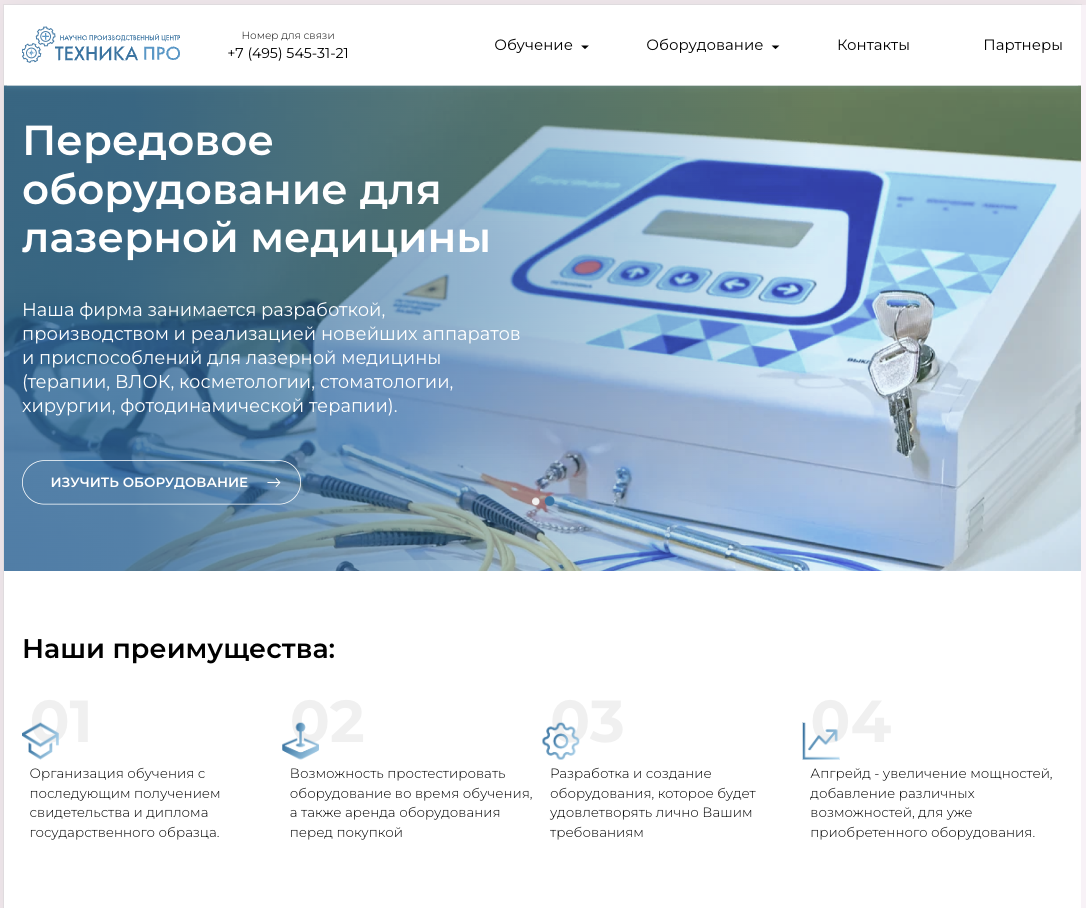 НАУЧНО ПРОИЗВОДСТВЕННЫЙ ЦЕНТР
ТЕХНИКА ПРО
Номер для связи
+7 (495) 545-31-21
Обучение
Оборудование
Контакты
Партнеры
Передовое
оборудование для
лазерной медицины
Наша фирма занимается разработкой,
производством и реализацией новейших аппаратов
и приспособлений для лазерной медицины
(терапии, ВЛОК, косметологии, стоматологии,
хирургии, фотодинамической терапии).
ИЗУЧИТЬ ОБОРУДОВАНИЕ →
Наши преимущества:
01
Организация обучения с
последующим получением
свидетельства и диплома
государственного образца.
02
Возможность простестировать
оборудование во время обучения,
а также аренда оборудования
перед покупкой
03
Разработка и создание
оборудования, которое будет
удовлетворять лично Вашим
требованиям
04
Апгрейд - увеличение мощностей,
добавление различных
возможностей, для уже
приобретенного оборудования.